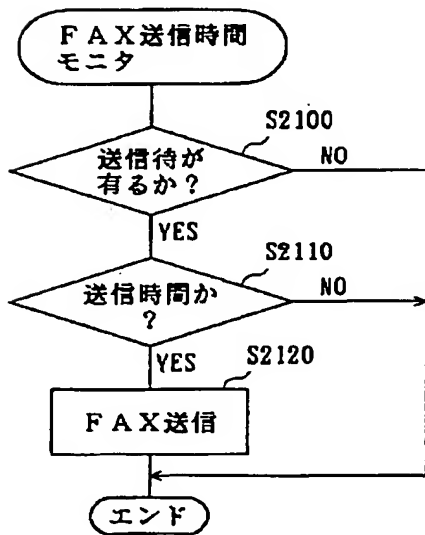 ＦＡＸ送信時間
モニタ
S2100
送信待が
有るか？
NO
YES
S2110
送信時間か
？
NO
YES
S2120
ＦＡＸ送信
エンド